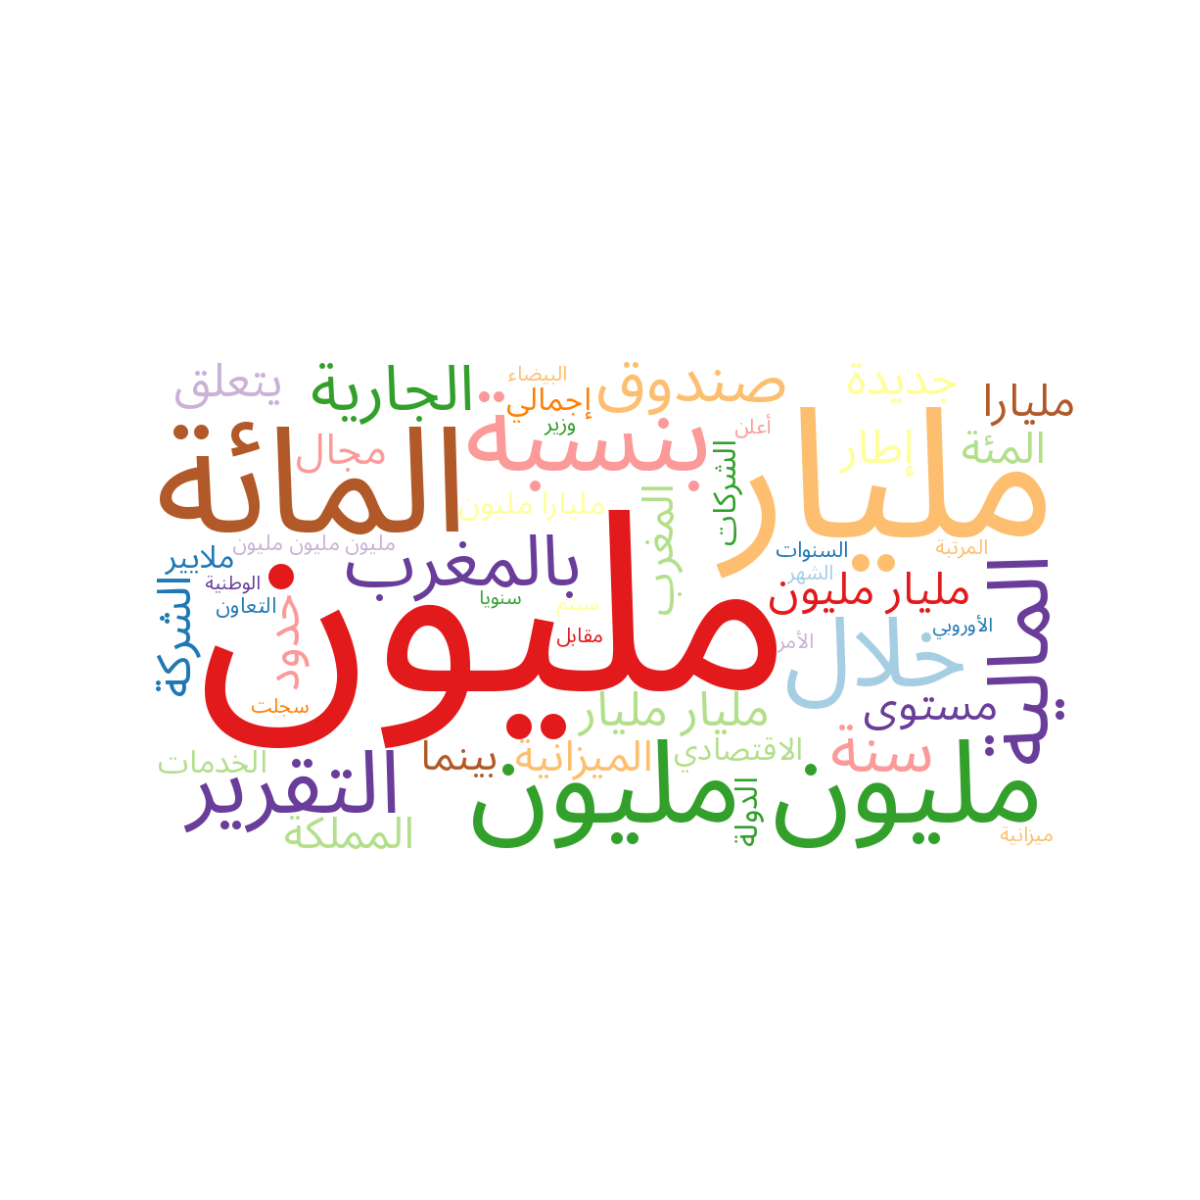 البيضاء
صندوق
جديدة
الجارية
يتعلق
مليارا
إجمالي
بنسبة
وزير
أعلن
إطار
المئة
مجال
المائة
مليار
الشركات
مليارا مليون
المغرب
مليون مليون مليون
ملايير
بالمغرب
السنوات
المرتبة
الشهر
الوطنية
التعاون
سنويا
مليار مليون
المالية
الشركة
حدود
مليون
مقابل
الأمر
الأوروبي
خلال
سجلت
مليار مليار
مستوى
سنة
الاقتصادي
الميزانية
بينما
الخدمات
التقرير
مليون مليون
الدولة
المملكة
ميزانية